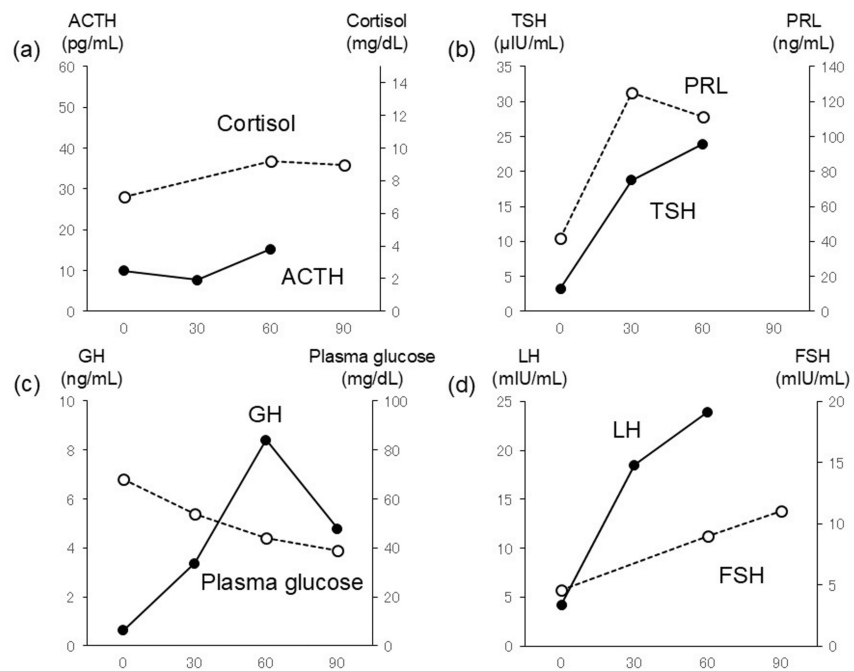 ACTH
(pg/mL)
Cortisol
(mg/dL)
(a)
60
50
40
30
20
10
0
14
12
10
8
6
4
2
0
Cortisol
ACTH
0 30 60 90
TSH
(µIU/mL)
PRL
(ng/mL)
(b)
35
30
25
20
15
10
5
0
140
120
100
80
60
40
20
0
PRL
TSH
0 30 60 90
GH
(ng/mL)
Plasma glucose
(mg/dL)
(c)
10
8
6
4
2
0
100
80
60
40
20
0
GH
Plasma glucose
0 30 60 90
LH
(mIU/mL)
FSH
(mIU/mL)
(d)
25
20
15
10
5
0
20
15
10
5
0
LH
FSH
0 30 60 90